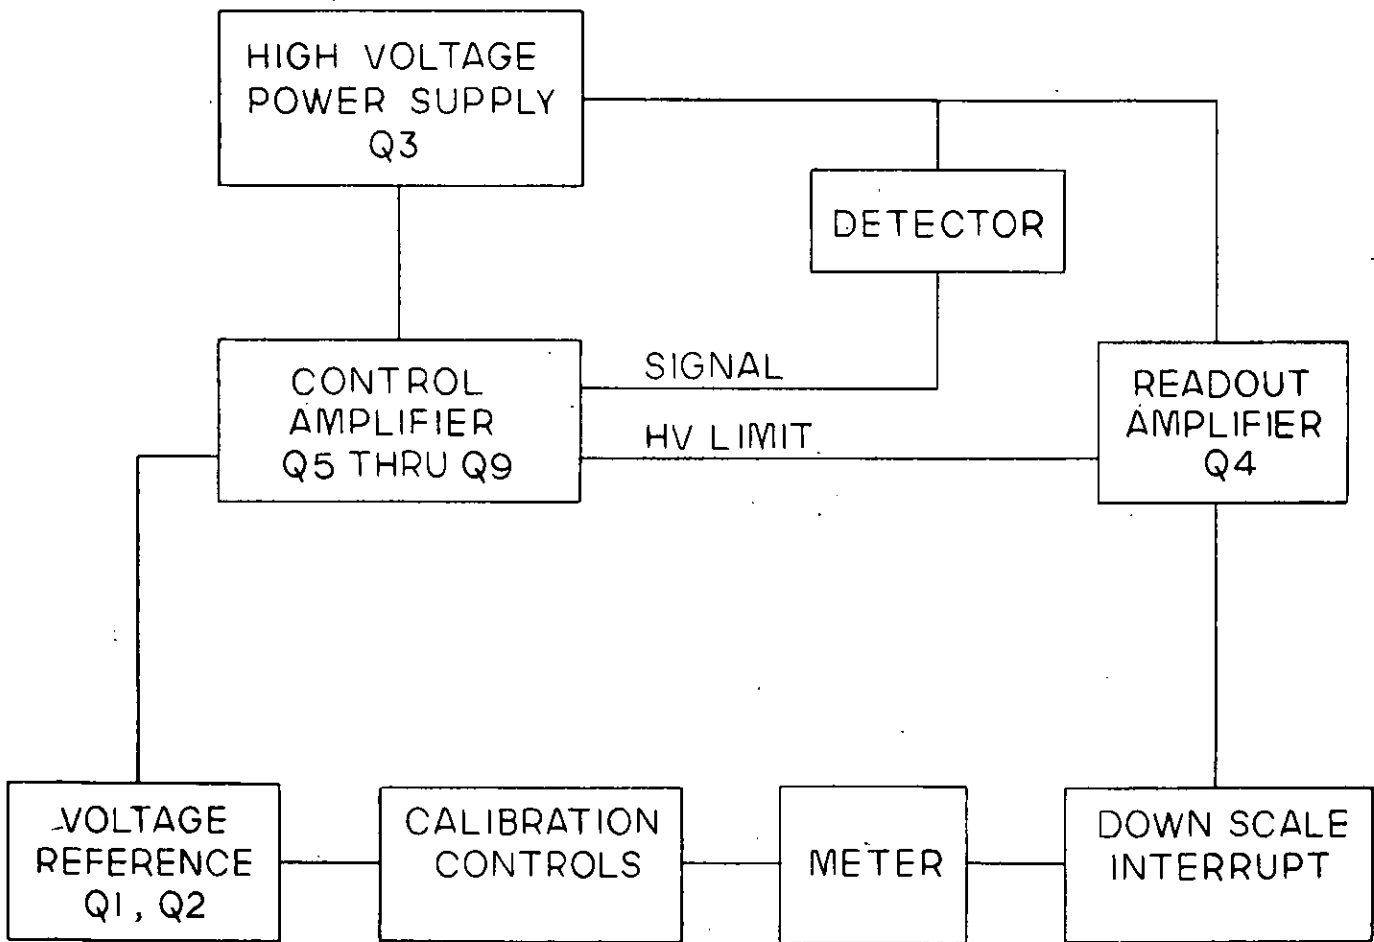 HIGH VOLTAGE
POWER SUPPLY
Q3
DETECTOR
CONTROL
AMPLIFIER
Q5 THRU Q9
SIGNAL
HV LIMIT
READOUT
AMPLIFIER
Q4
VOLTAGE
REFERENCE
Q1, Q2
CALIBRATION
CONTROLS
METER
DOWN SCALE
INTERRUPT